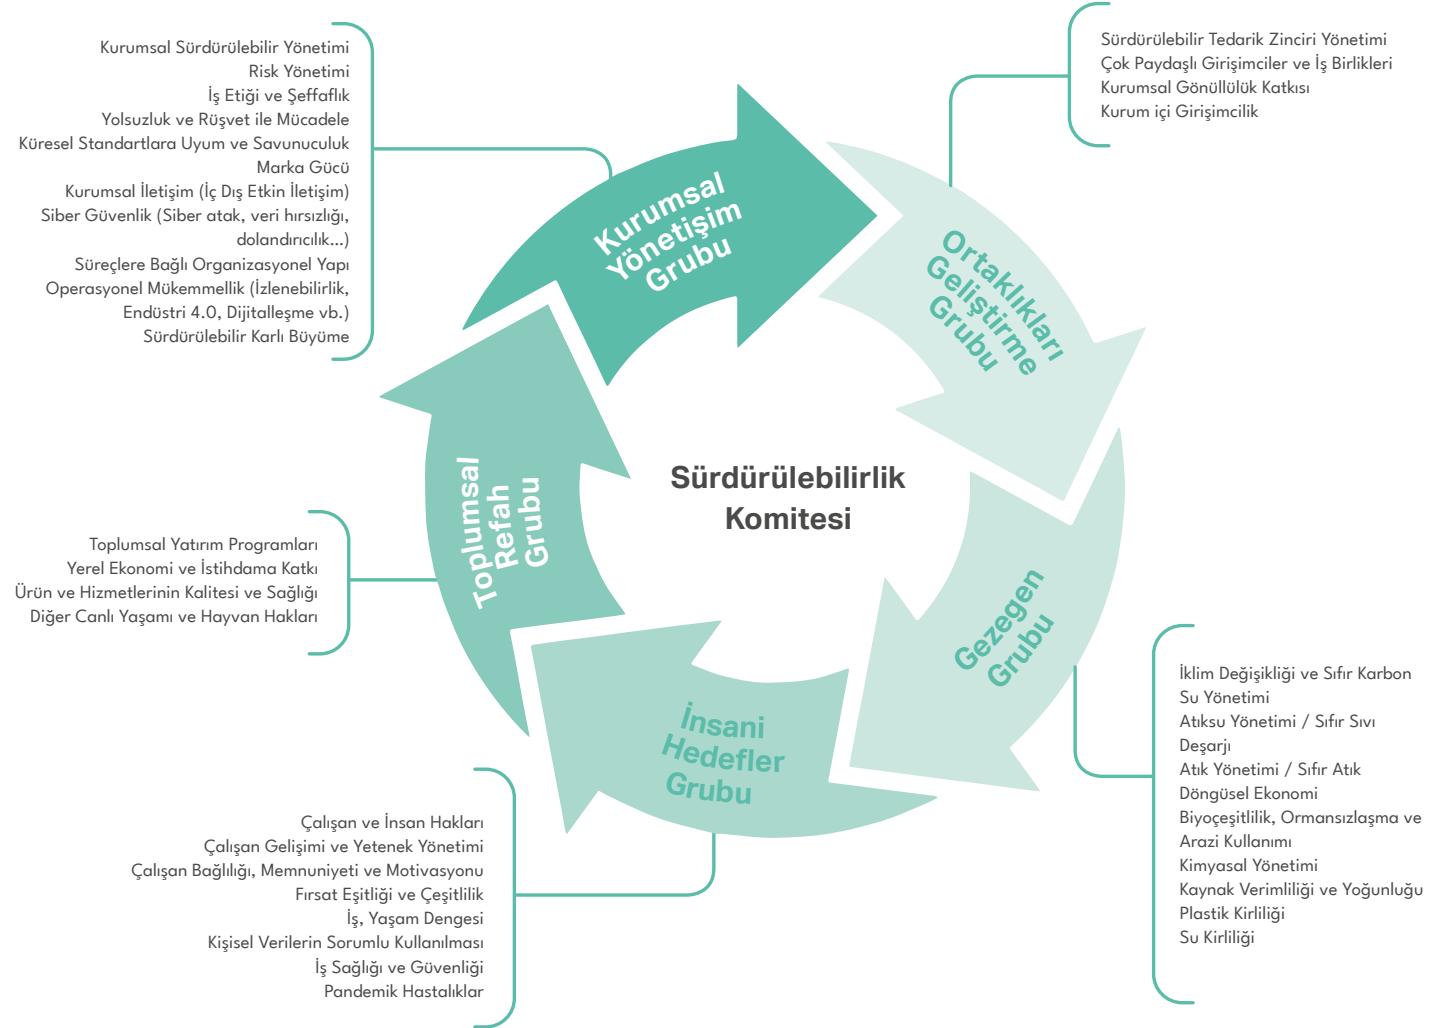 Kurumsal Sürdürülebilir Yönetimi
Risk Yönetimi
İş Etiği ve Şeffaflık
Yolsuzluk ve Rüşvet ile Mücadele
Küresel Standartlara Uyum ve Savunuculuk
Marka Gücü
Kurumsal İletişim (İç Dış Etkin İletişim)
Siber Güvenlik (Siber atak, veri hırsızlığı,
dolandırıcılık...)
Süreçlere Bağlı Organizasyonel Yapı
Operasyonel Mükemmellik (İzlenebilirlik,
Endüstri 4.0, Dijitalleşme vb.)
Sürdürülebilir Karlı Büyüme
Sürdürülebilir Tedarik Zinciri Yönetimi
Çok Paydaşlı Girişimciler ve İş Birlikleri
Kurumsal Gönüllülük Katkısı
Kurum içi Girişimcilik
Kurumsal
Yönetişim
Grubu
Ortaklıkları
Geliştirme
Grubu
Sürdürülebilirlik
Komitesi
Toplumsal
Refah
Grubu
Toplumsal Yatırım Programları
Yerel Ekonomi ve İstihdama Katkı
Ürün ve Hizmetlerinin Kalitesi ve Sağlığı
Diğer Canlı Yaşamı ve Hayvan Hakları
Gezegen
Grubu
İklim Değişikliği ve Sıfır Karbon
Su Yönetimi
Atıksu Yönetimi / Sıfır Sıvı
Deşarjı
Atık Yönetimi / Sıfır Atık
Döngüsel Ekonomi
Biyoçeşitlilik, Ormansızlaşma ve
Arazi Kullanımı
Kimyasal Yönetimi
Kaynak Verimliliği ve Yoğunluğu
Plastik Kirliliği
Su Kirliliği
İnsani
Hedefler
Grubu
Çalışan ve İnsan Hakları
Çalışan Gelişimi ve Yetenek Yönetimi
Çalışan Bağlılığı, Memnuniyeti ve Motivasyonu
Fırsat Eşitliği ve Çeşitlilik
İş, Yaşam Dengesi
Kişisel Verilerin Sorumlu Kullanılması
İş Sağlığı ve Güvenliği
Pandemik Hastalıklar